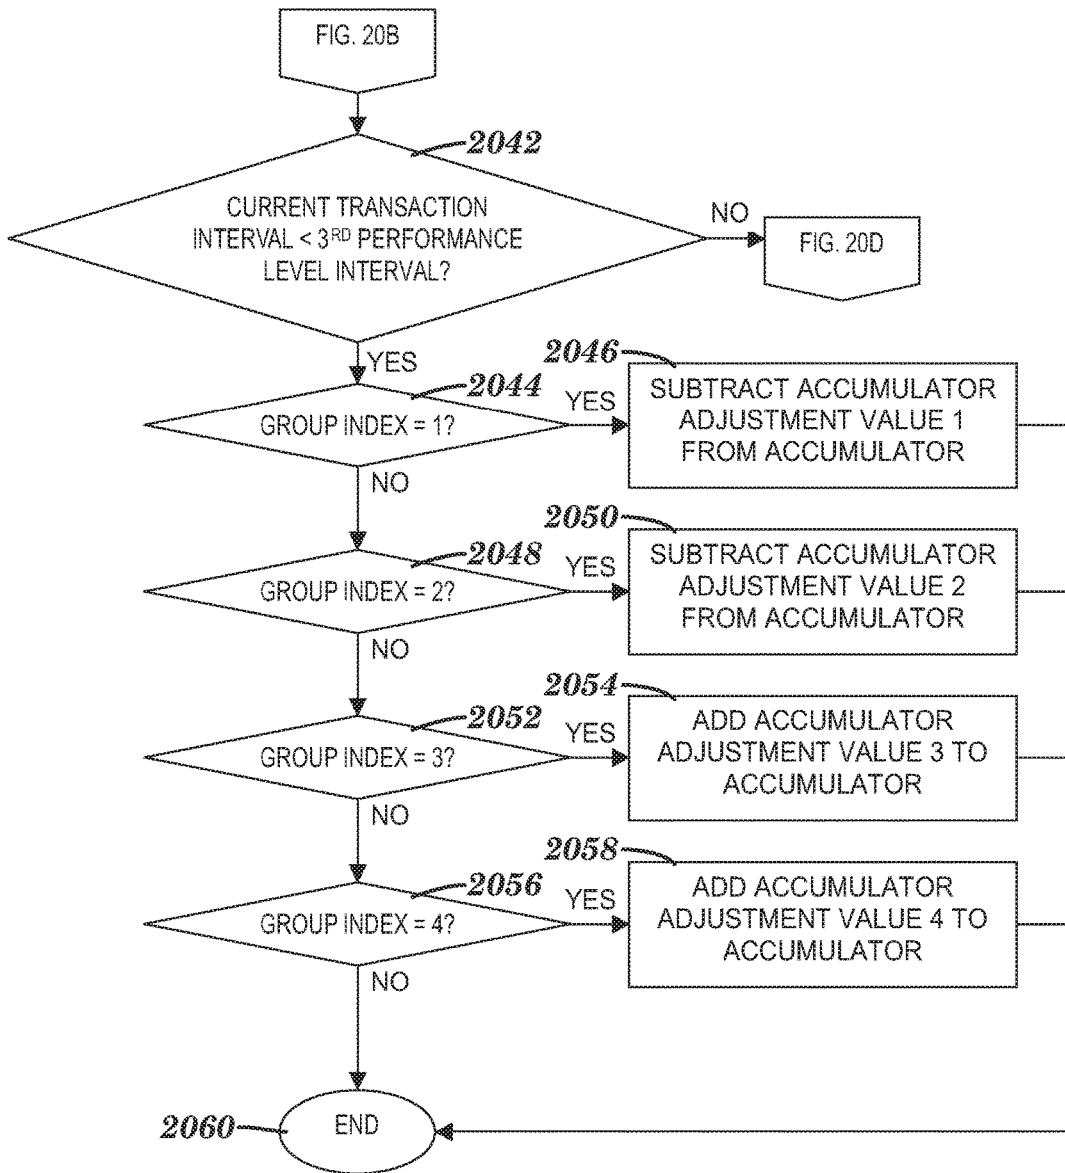 FIG. 20B
2042
CURRENT TRANSACTION
INTERVAL < 3RD PERFORMANCE
LEVEL INTERVAL?
NO
FIG. 20D
YES
2044
GROUP INDEX = 1?
YES
2046
SUBTRACT ACCUMULATOR
ADJUSTMENT VALUE 1
FROM ACCUMULATOR
NO
2048
GROUP INDEX = 2?
YES
2050
SUBTRACT ACCUMULATOR
ADJUSTMENT VALUE 2
FROM ACCUMULATOR
NO
2052
GROUP INDEX = 3?
YES
2054
ADD ACCUMULATOR
ADJUSTMENT VALUE 3 TO
ACCUMULATOR
NO
2056
GROUP INDEX = 4?
YES
2058
ADD ACCUMULATOR
ADJUSTMENT VALUE 4 TO
ACCUMULATOR
NO
2060
END